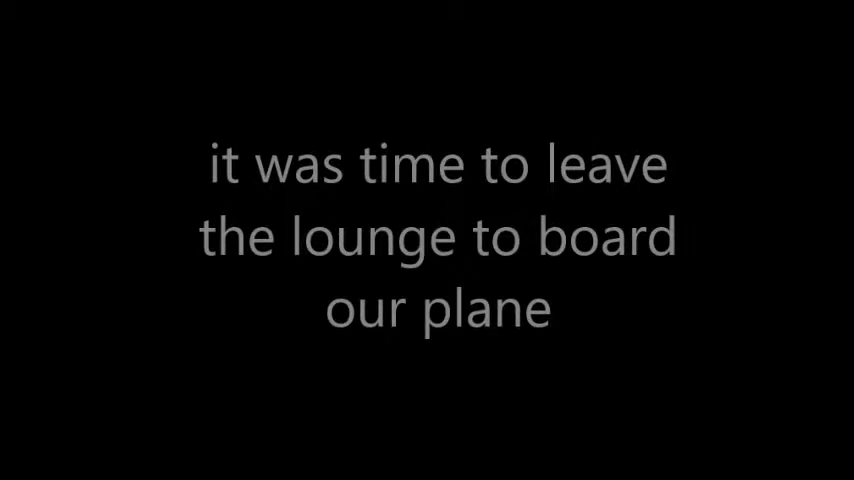 it was time to leave
the lounge to board
our plane